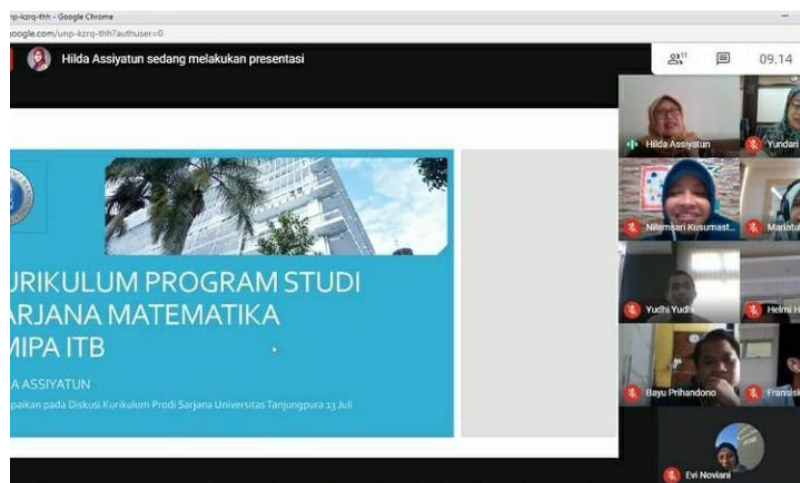 np-kzrq-thh - Google Chrome
oogle.com/unp-kzrq-thh?authuser=0
Hilda Assiyatun sedang melakukan presentasi
11
09.14
Hilda Assiyatun
Yundari
URIKULUM PROGRAM STUDI
ARJANA MATEMATIKA
MIPA ITB
A ASSIYATUN
paikan pada Diskusi Kurikulum Prodi Sarjana Universitas Tanjungpura 13 Juli
Nilamsari Kusumast...
Mariatul
Yudhi Yudhi
Helmi H
Bayu Prihandono
Fransisk
Evi Noviani